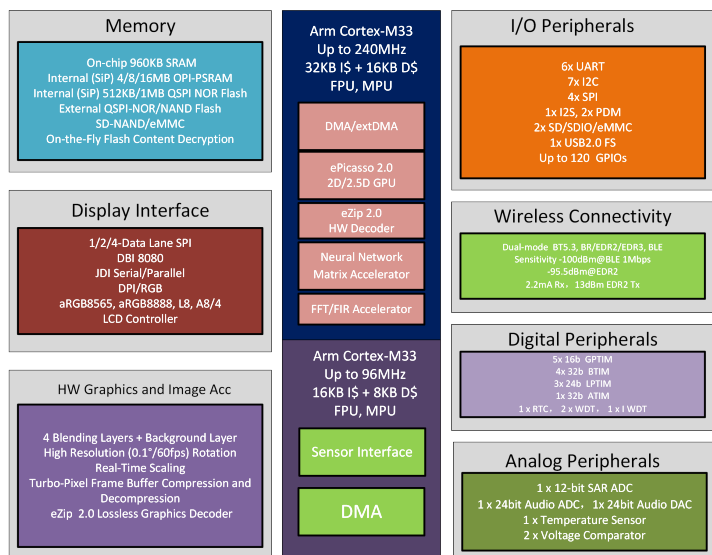 Memory
On-chip 960KB SRAM
Internal (SiP) 4/8/16MB OPI-PSRAM
Internal (SiP) 512KB/1MB QSPI NOR Flash
External QSPI-NOR/NAND Flash
SD-NAND/eMMC
On-the-Fly Flash Content Decryption
Display Interface
1/2/4-Data Lane SPI
DBI 8080
JDI Serial/Parallel
DPI/RGB
aRGB8565, aRGB8888, L8, A8/4
LCD Controller
HW Graphics and Image Acc
4 Blending Layers + Background Layer
High Resolution (0.1°/60fps) Rotation
Real-Time Scaling
Turbo-Pixel Frame Buffer Compression and
Decompression
eZip 2.0 Lossless Graphics Decoder
Arm Cortex-M33
Up to 240MHz
32KB I$ + 16KB D$
FPU, MPU
DMA/extDMA
ePicasso 2.0
2D/2.5D GPU
eZip 2.0
HW Decoder
Neural Network
Matrix Accelerator
FFT/FIR Accelerator
Arm Cortex-M33
Up to 96MHz
16KB I$ + 8KB D$
FPU, MPU
Sensor Interface
DMA
I/O Peripherals
6x UART
7x I2C
4x SPI
1x I2S, 2x PDM
2x SD/SDIO/eMMC
1x USB2.0 FS
Up to 120 GPIOs
Wireless Connectivity
Dual-mode BT5.3, BR/EDR2/EDR3, BLE
Sensitivity -100dBm@BLE 1Mbps
-95.5dBm@EDR2
2.2mA Rx，13dBm EDR2 Tx
Digital Peripherals
5x 16b GPTIM
4x 32b BTIM
3x 24b LPTIM
1x 32b ATIM
1 x RTC，2 x WDT，1 x I WDT
Analog Peripherals
1 x 12-bit SAR ADC
1 x 24bit Audio ADC，1x 24bit Audio DAC
1 x Temperature Sensor
2 x Voltage Comparator